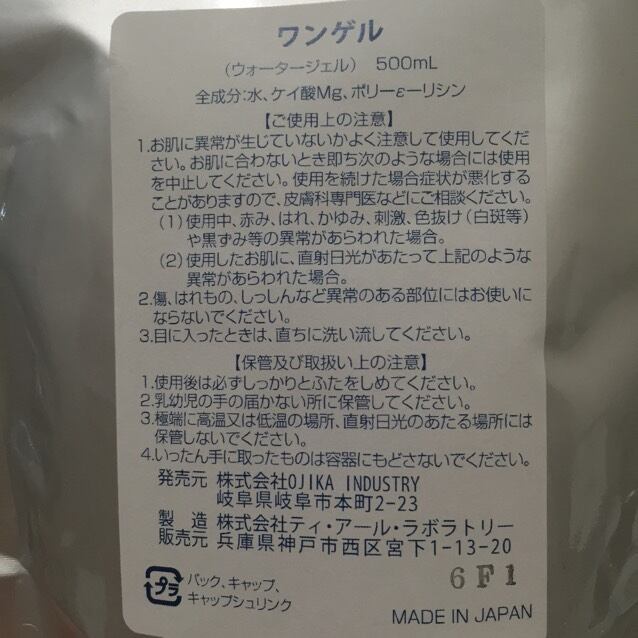 ワンゲル
(ウォータージェル) 500mL
全成分:水、ケイ酸Mg、ポリーεーリシン
【ご使用上の注意】
1.お肌に異常が生じていないかよく注意して使用してくだ
さい。お肌に合わないとき即ち次のような場合には使用
を中止してください。使用を続けた場合症状が悪化する
ことがありますので、皮膚科専門医などにご相談ください。
(1)使用中、赤み、はれ、かゆみ、刺激、色抜け(白斑等)
や黒ずみ等の異常があらわれた場合。
(2)使用したお肌に、直射日光があたって上記のような
異常があらわれた場合。
2.傷、はれもの、しっしんなど異常のある部位にはお使いに
ならないでください。
3.目に入ったときは、直ちに洗い流してください。
【保管及び取扱い上の注意】
1.使用後は必ずしっかりとふたをしめてください。
2.乳幼児の手の届かない所に保管してください。
3.極端に高温又は低温の場所、直射日光のあたる場所には
保管しないでください。
4.いったん手に取ったものは容器にもどさないでください。
発売元 株式会社OJIKA INDUSTRY
岐阜県岐阜市本町2-23
製造 株式会社ティ・アール・ラボラトリー
販売元 兵庫県神戸市西区宮下1-13-20
プラ パック、キャップ、
キャップシュリンク
6F1
MADE IN JAPAN